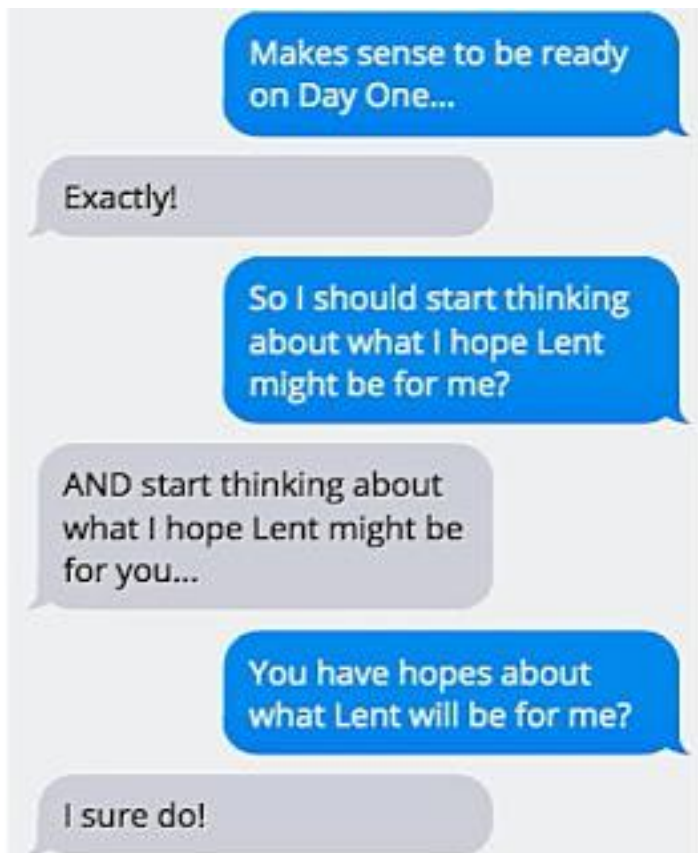 Makes sense to be ready
on Day One...
Exactly!
So I should start thinking
about what I hope Lent
might be for me?
AND start thinking about
what I hope Lent might be
for you...
You have hopes about
what Lent will be for me?
I sure do!